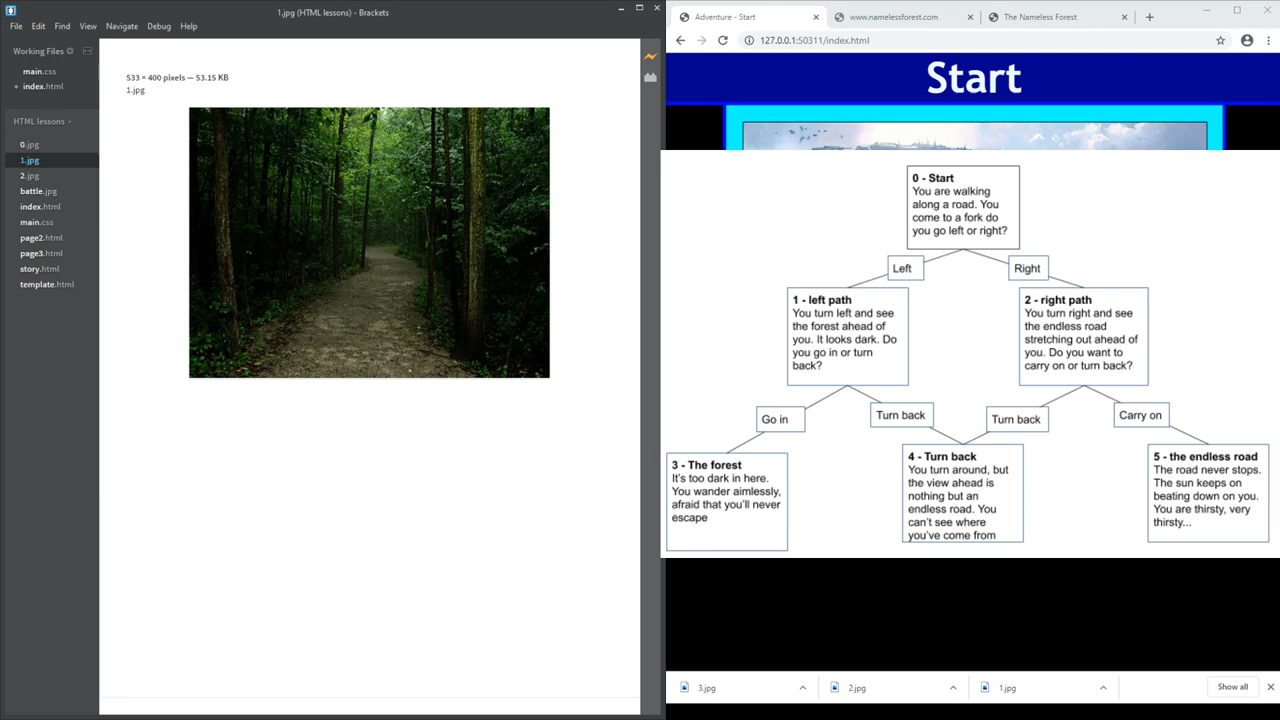 1.jpg (HTML lessons) - Brackets
File Edit Find View Navigate Debug Help
Working Files
main.css
index.html
HTML lessons
0.jpg
1.jpg
2.jpg
battle.jpg
index.html
main.css
page2.html
page3.html
story.html
template.html
533 × 400 pixels — 53.15 KB
1.jpg
Adventure - Start
www.namelessforest.com
The Nameless Forest
127.0.0.1:50311/index.html
Start
0 - Start
You are walking
along a road. You
come to a fork do
you go left or right?
Left
Right
1 - left path
You turn left and see
the forest ahead of
you. It looks dark. Do
you go in or turn
back?
2 - right path
You turn right and see
the endless road
stretching out ahead of
you. Do you want to
carry on or turn back?
Go in
Turn back
Turn back
Carry on
3 - The forest
It's too dark in here.
You wander aimlessly,
afraid that you'll never
escape
4 - Turn back
You turn around, but
the view ahead is
nothing but an
endless road. You
can't see where
you've come from
5 - the endless road
The road never stops.
The sun keeps on
beating down on you.
You are thirsty, very
thirsty...
3.jpg
2.jpg
1.jpg
Show all